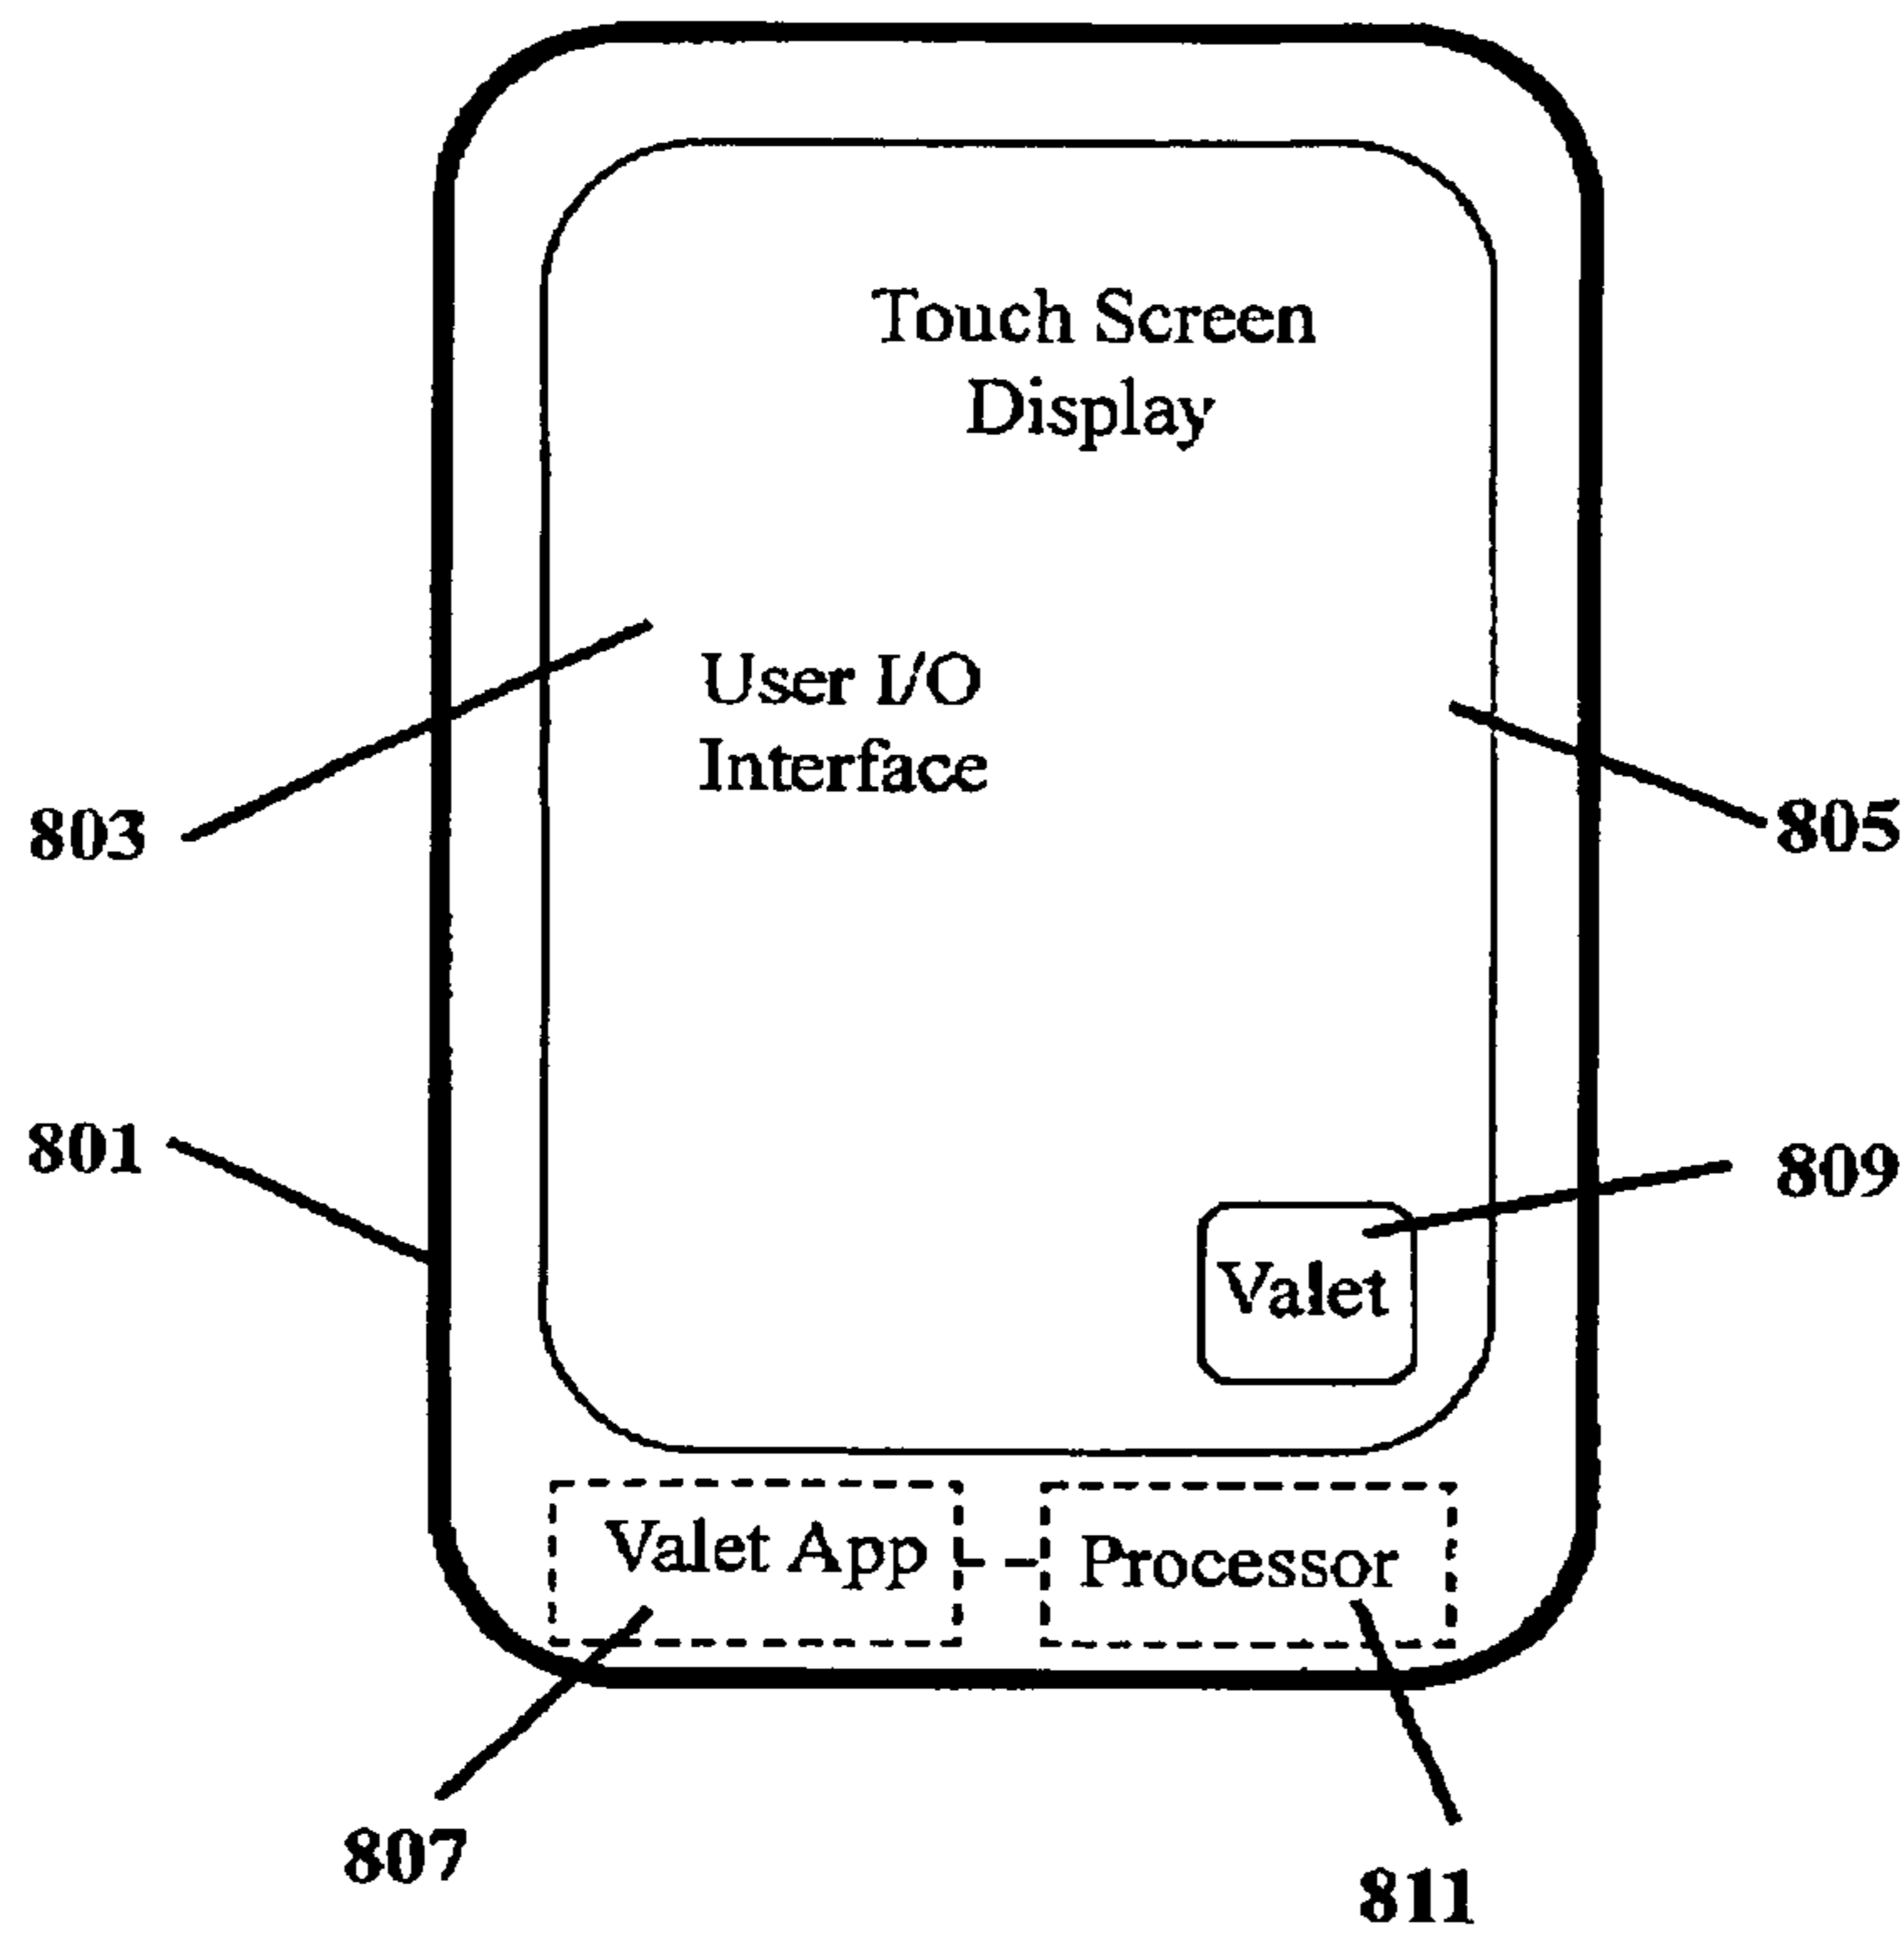 Touch Screen
Display
User I/O
Interface
803
805
801
809
Valet
Valet App
Processor
807
811